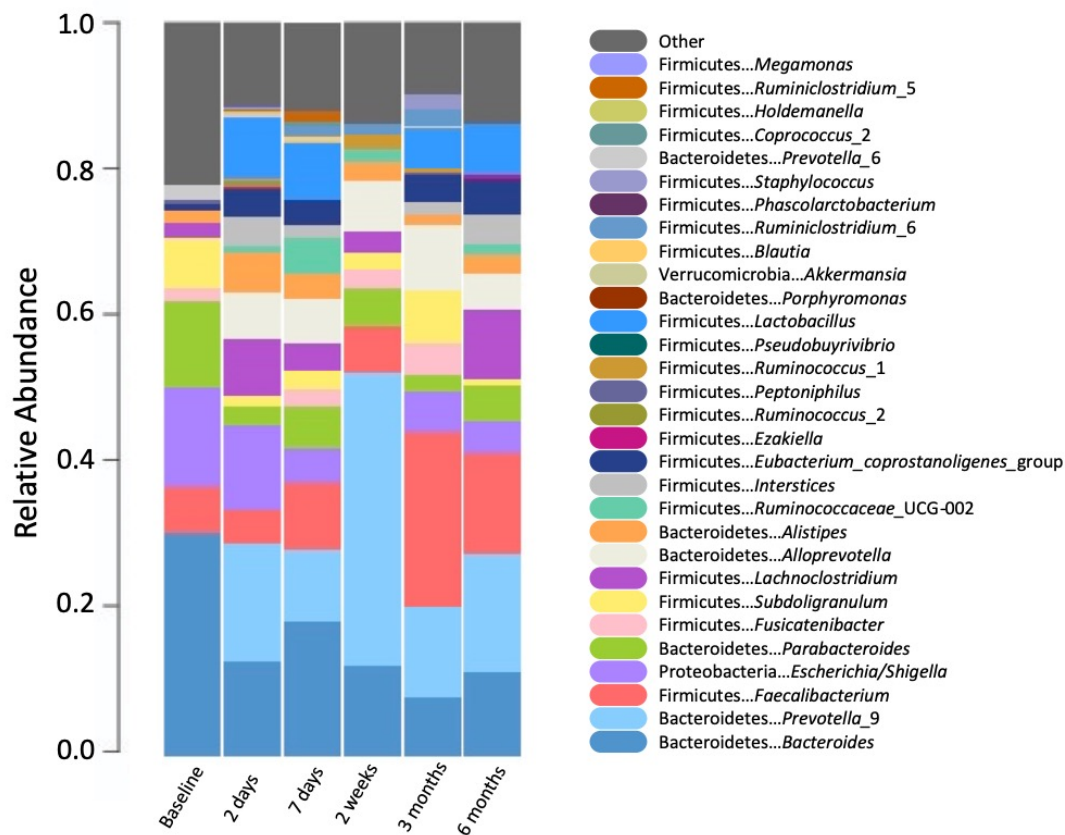 1.0
0.8
0.6
0.4
0.2
0.0
Relative Abundance
Baseline
2 days
7 days
2 weeks
3 months
6 months
Other
Firmicutes...Megamonas
Firmicutes...Ruminiclostridium_5
Firmicutes...Holdemanella
Firmicutes...Coprococcus_2
Bacteroidetes...Prevotella_6
Firmicutes...Staphylococcus
Firmicutes...Phascolarctobacterium
Firmicutes...Ruminiclostridium_6
Firmicutes...Blautia
Verrucomicrobia...Akkermansia
Bacteroidetes...Porphyromonas
Firmicutes...Lactobacillus
Firmicutes...Pseudobuyrivibrio
Firmicutes...Ruminococcus_1
Firmicutes...Peptoniphilus
Firmicutes...Ruminococcus_2
Firmicutes...Ezakiella
Firmicutes...Eubacterium_coprostanoligenes_group
Firmicutes...Interstices
Firmicutes...Ruminococcaceae_UCG-002
Bacteroidetes...Alistipes
Bacteroidetes...Alloprevotella
Firmicutes...Lachnoclostridium
Firmicutes...Subdoligranulum
Firmicutes...Fusicatenibacter
Bacteroidetes...Parabacteroides
Proteobacteria...Escherichia/Shigella
Firmicutes...Faecalibacterium
Bacteroidetes...Prevotella_9
Bacteroidetes...Bacteroides